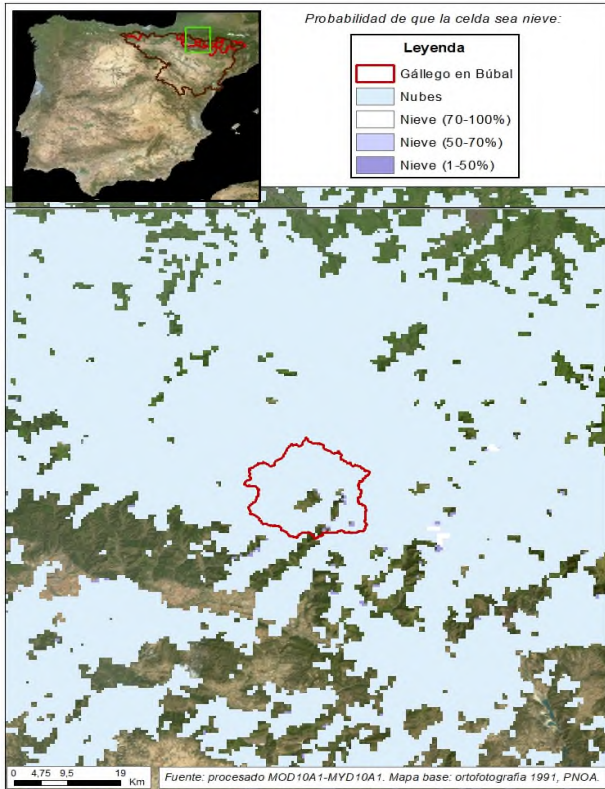 Probabilidad de que la celda sea nieve:
Leyenda
Gállego en Búbal
Nubes
Nieve (70-100%)
Nieve (50-70%)
Nieve (1-50%)
0 4,75 9,5 19
Km
Fuente: procesado MOD10A1-MYD10A1. Mapa base: ortofotografía 1991, PNOA.